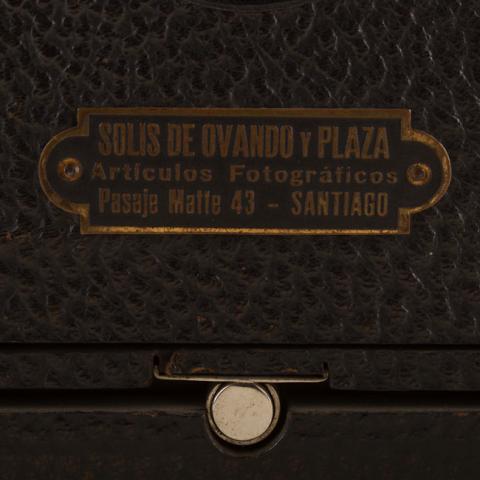 SOLIS DE OVANDO Y PLAZA
Artículos Fotográficos
Pasaje Matte 43 - SANTIAGO